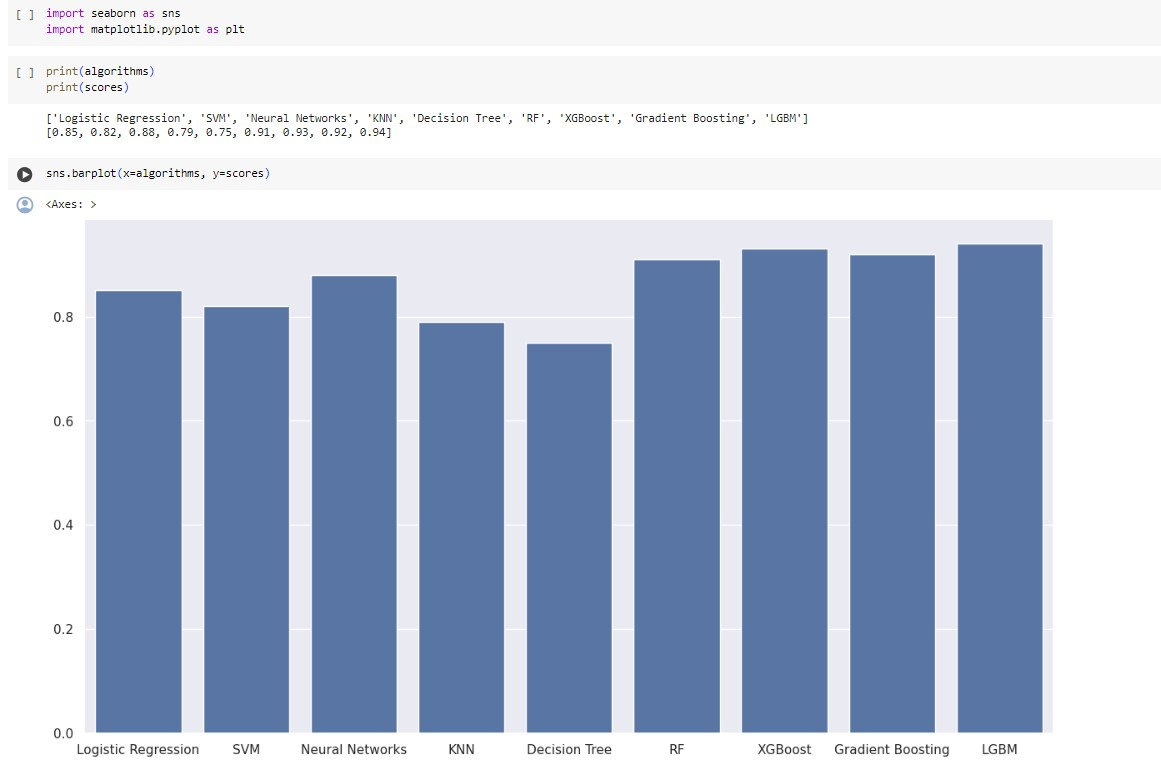 [ ] import seaborn as sns
import matplotlib.pyplot as plt
[ ] print(algorithms)
print(scores)
['Logistic Regression', 'SVM', 'Neural Networks', 'KNN', 'Decision Tree', 'RF', 'XGBoost', 'Gradient Boosting', 'LGBM']
[0.85, 0.82, 0.88, 0.79, 0.75, 0.91, 0.93, 0.92, 0.94]
sns.barplot(x=algorithms, y=scores)
<Axes: >
0.8
0.6
0.4
0.2
0.0
Logistic Regression SVM Neural Networks KNN Decision Tree RF XGBoost Gradient Boosting LGBM